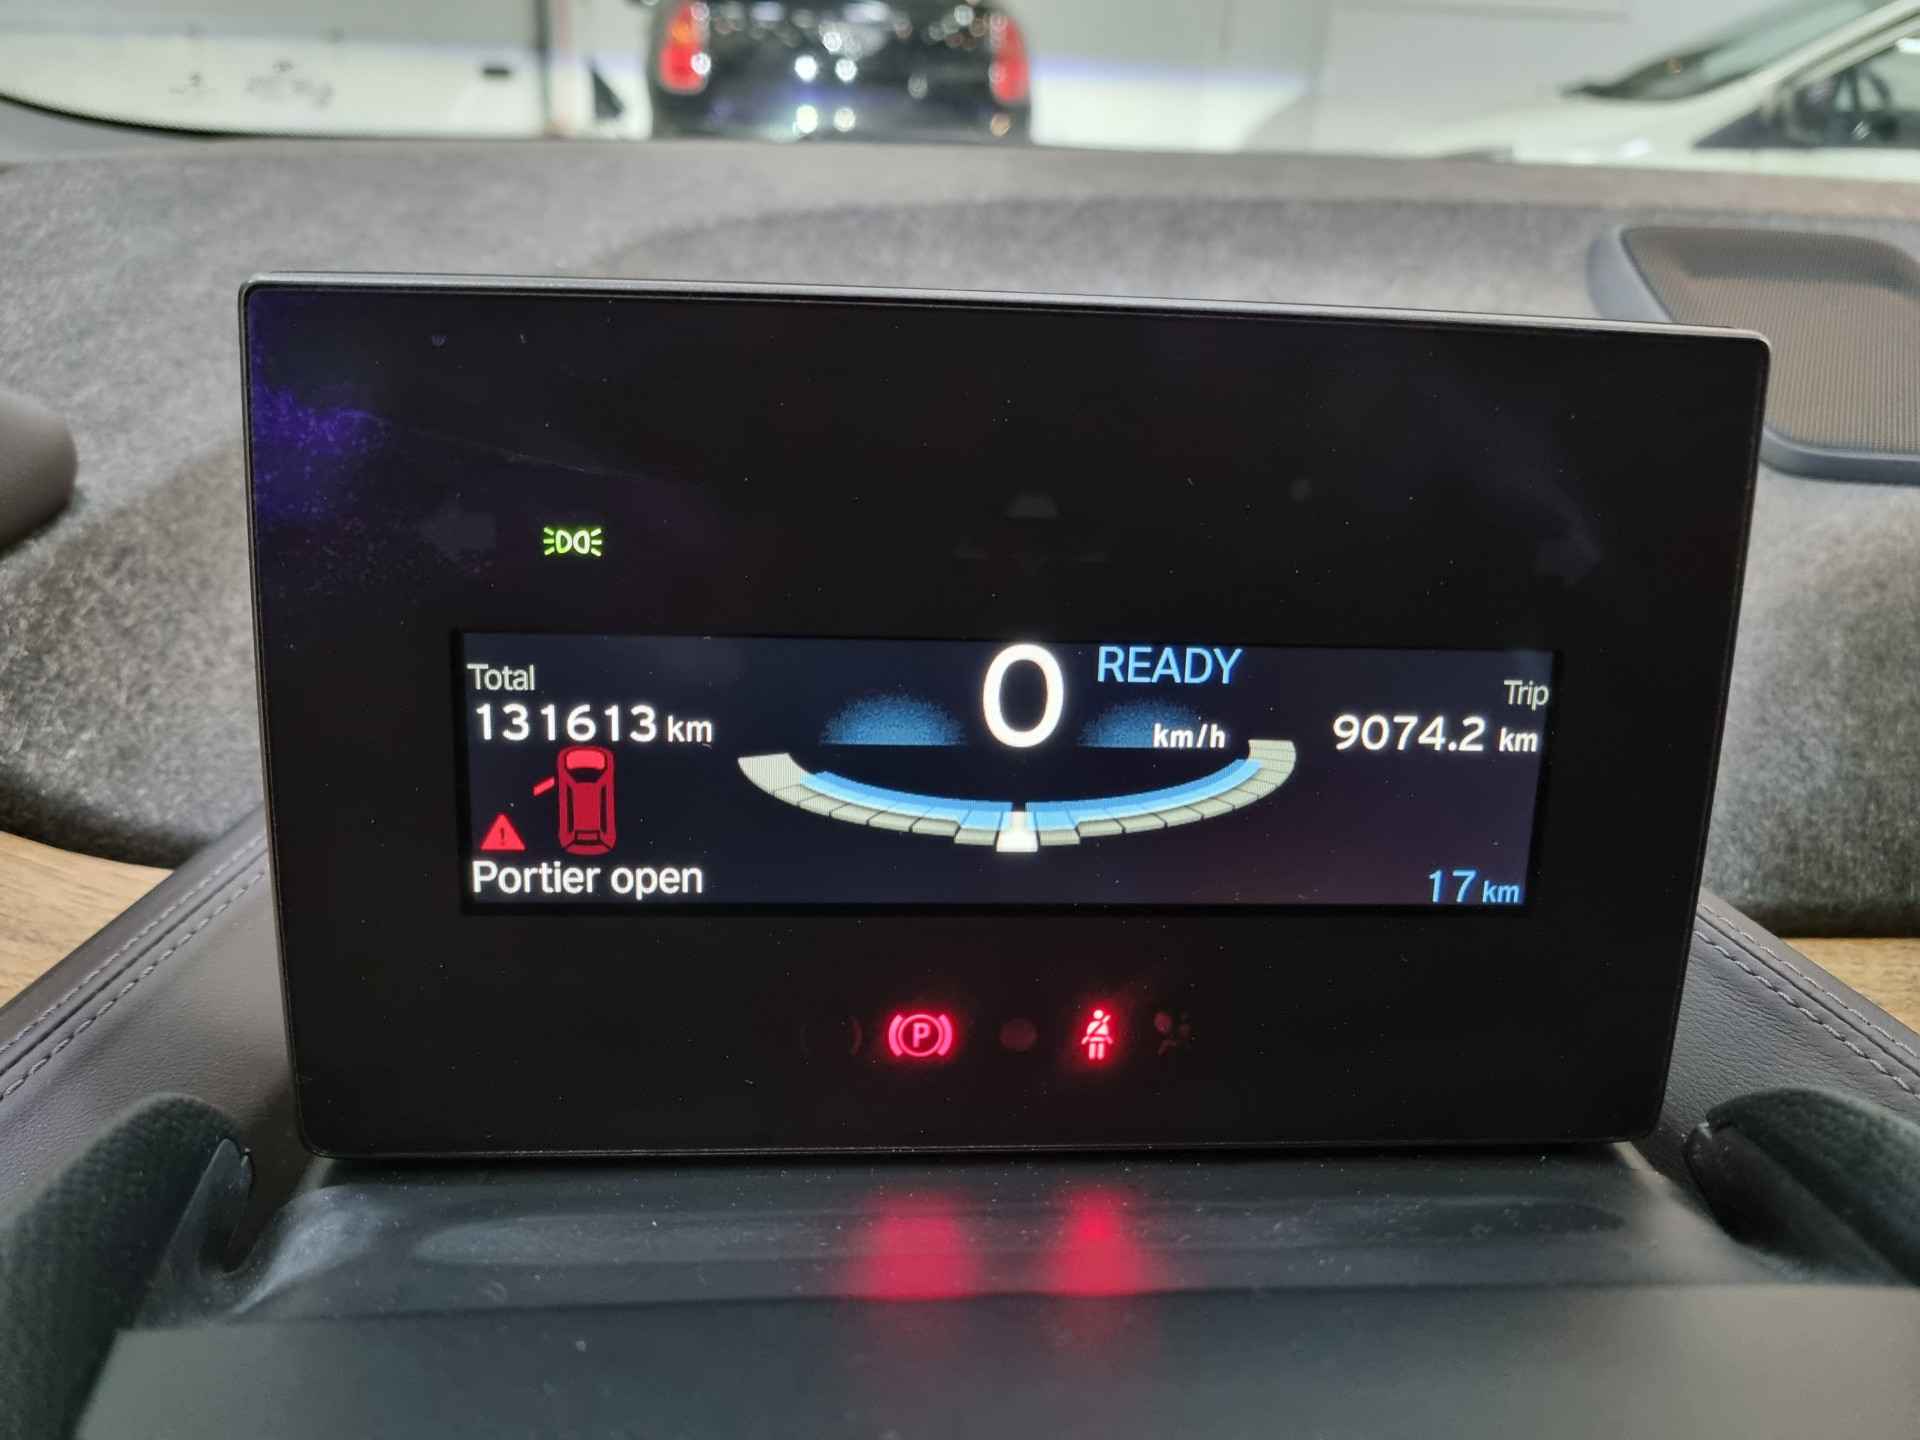 Total
131613 km
0 READY
km/h
Trip
9074.2 km
Portier open
17 km
P